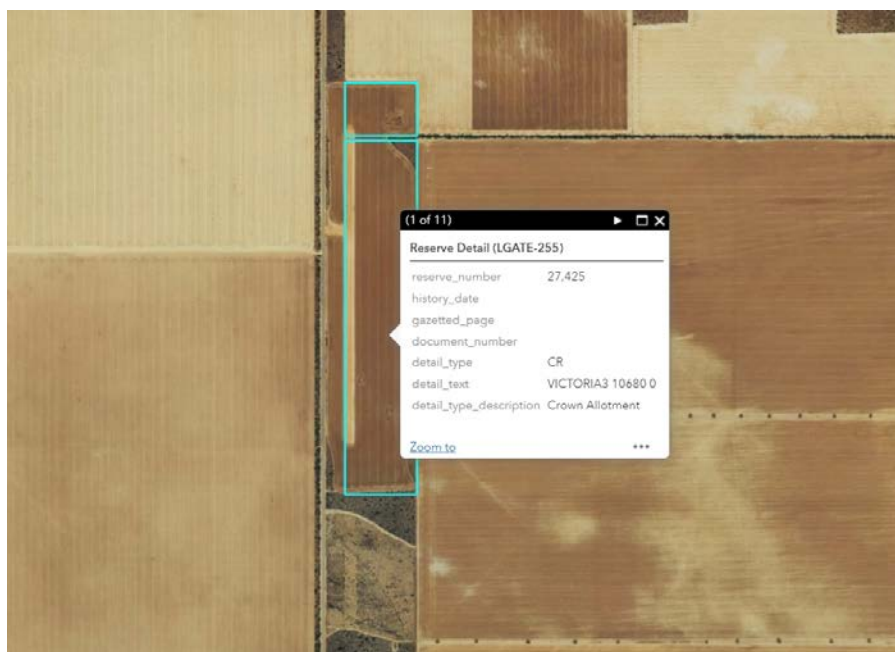 (1 of 11)
Reserve Detail (LGATE-255)
reserve_number 27,425
history_date
gazetted_page
document_number
detail_type CR
detail_text VICTORIA3 10680 0
detail_type_description Crown Allotment
Zoom to